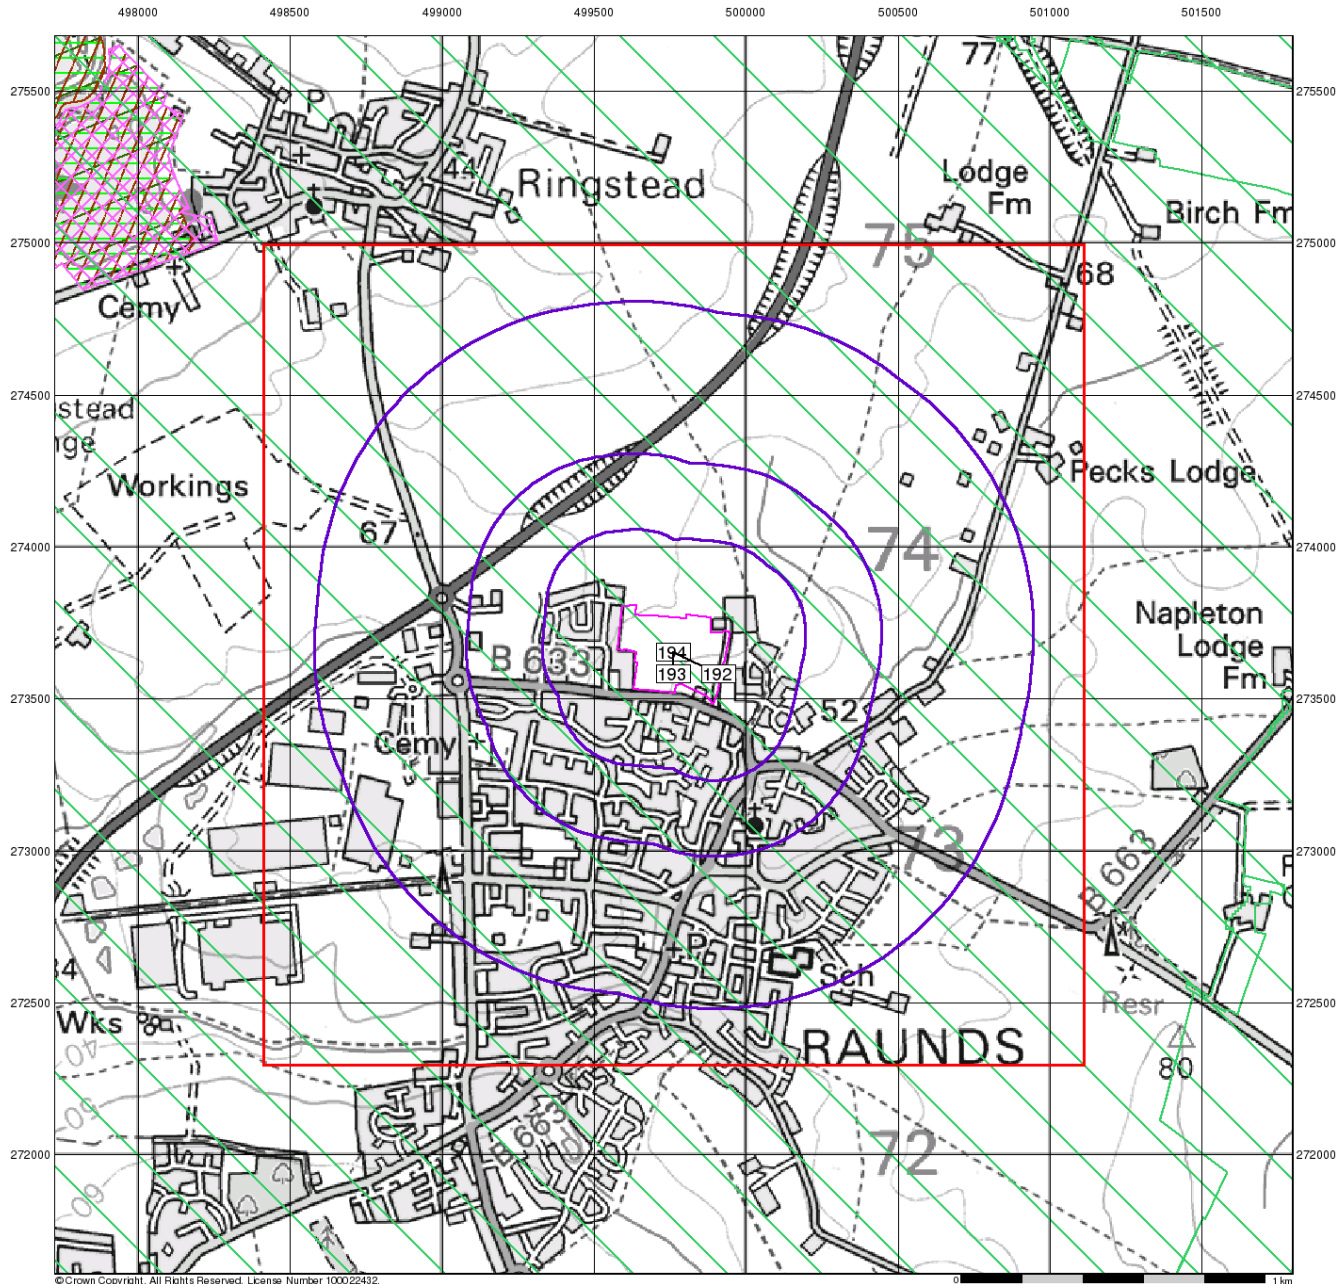 498000 498500 499000 499500 500000 500500 501000 501500
275500 275500
77
44
Ringstead
Lodge
Fm
Birch Fm
75
275000 275000
68
Cemy
274500 274500
stead
nge
Workings
Pecks Lodge
67
74
274000 274000
Napleton
Lodge
Fm
B 633
194
193 192
273500 273500
52
Cemy
73
273000 273000
B 663
P
Sch
34
272500 272500
Resr
Wks
RAUNDS
40
80
50
B 663
72
272000 272000
60
© Crown Copyright. All Rights Reserved. License Number 100022432.
0 1 km